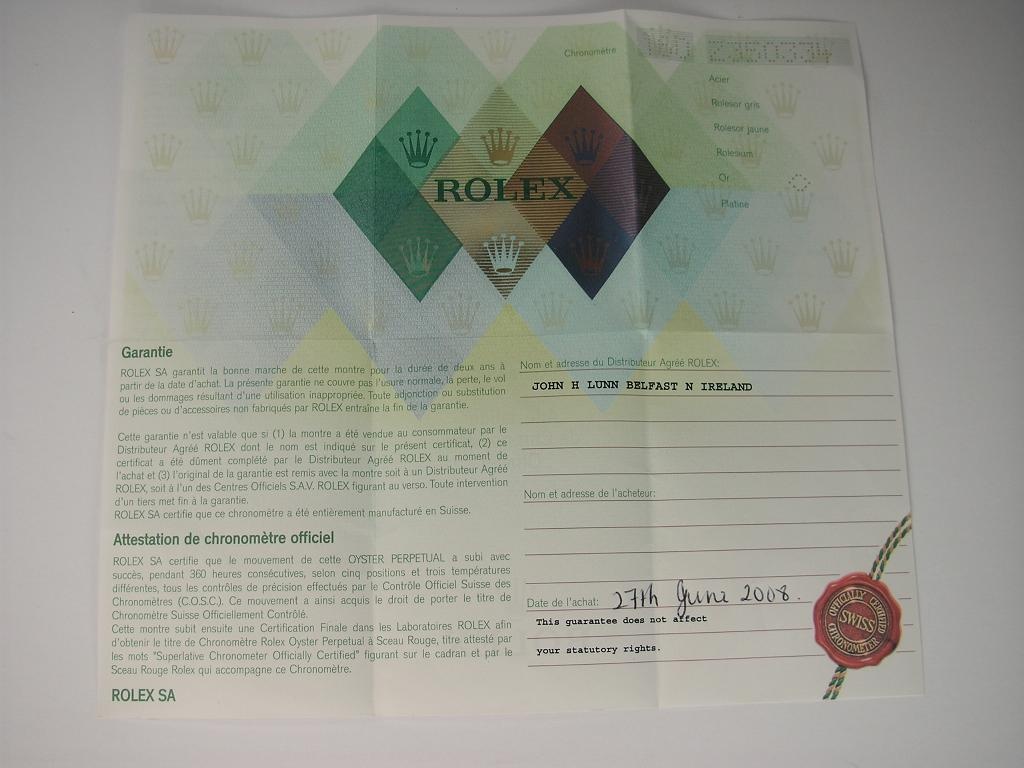 Chronomètre
Acier
Rolesor gris
Rolesor jaune
Rolesium
Or
Platine
ROLEX
Garantie
ROLEX SA garantit la bonne marche de cette montre pour la durée de deux ans à
partir de la date d'achat. La présente garantie ne couvre pas l'usure normale, la perte, le vol
ou les dommages résultant d'une utilisation inappropriée. Toute adjonction ou substitution
de pièces ou d'accessoires non fabriqués par ROLEX entraîne la fin de la garantie.
Cette garantie n'est valable que si (1) la montre a été vendue au consommateur par le
Distributeur Agréé ROLEX dont le nom est indiqué sur le présent certificat, (2) ce
certificat a été dûment complété par le Distributeur Agréé ROLEX au moment de
l'achat et (3) l'original de la garantie est remis avec la montre soit à un Distributeur Agréé
ROLEX, soit à l'un des Centres Officiels S.A.V. ROLEX figurant au verso. Toute intervention
d'un tiers met fin à la garantie.
ROLEX SA certifie que ce chronomètre a été entièrement manufacturé en Suisse.
Attestation de chronomètre officiel
ROLEX SA certifie que le mouvement de cette OYSTER PERPETUAL a subi avec
succès, pendant 360 heures consécutives, selon cinq positions et trois températures
différentes, tous les contrôles de précision effectués par le Contrôle Officiel Suisse des
Chronomètres (C.O.S.C.). Ce mouvement a ainsi acquis le droit de porter le titre de
Chronomètre Suisse Officiellement Contrôlé.
Cette montre subit ensuite une Certification Finale dans les Laboratoires ROLEX afin
d'obtenir le titre de Chronomètre Rolex Oyster Perpetual à Sceau Rouge, titre attesté par
les mots "Superlative Chronometer Officially Certified" figurant sur le cadran et par le
Sceau Rouge Rolex qui accompagne ce Chronomètre.
ROLEX SA
Nom et adresse du Distributeur Agréé ROLEX:
JOHN H LUNN BELFAST N IRELAND
Nom et adresse de l'acheteur:
Date de l'achat: 27th June 2008.
This guarantee does not affect
your statutory rights.
OFFICIALLY CERTIFIED
SWISS
CHRONOMETER